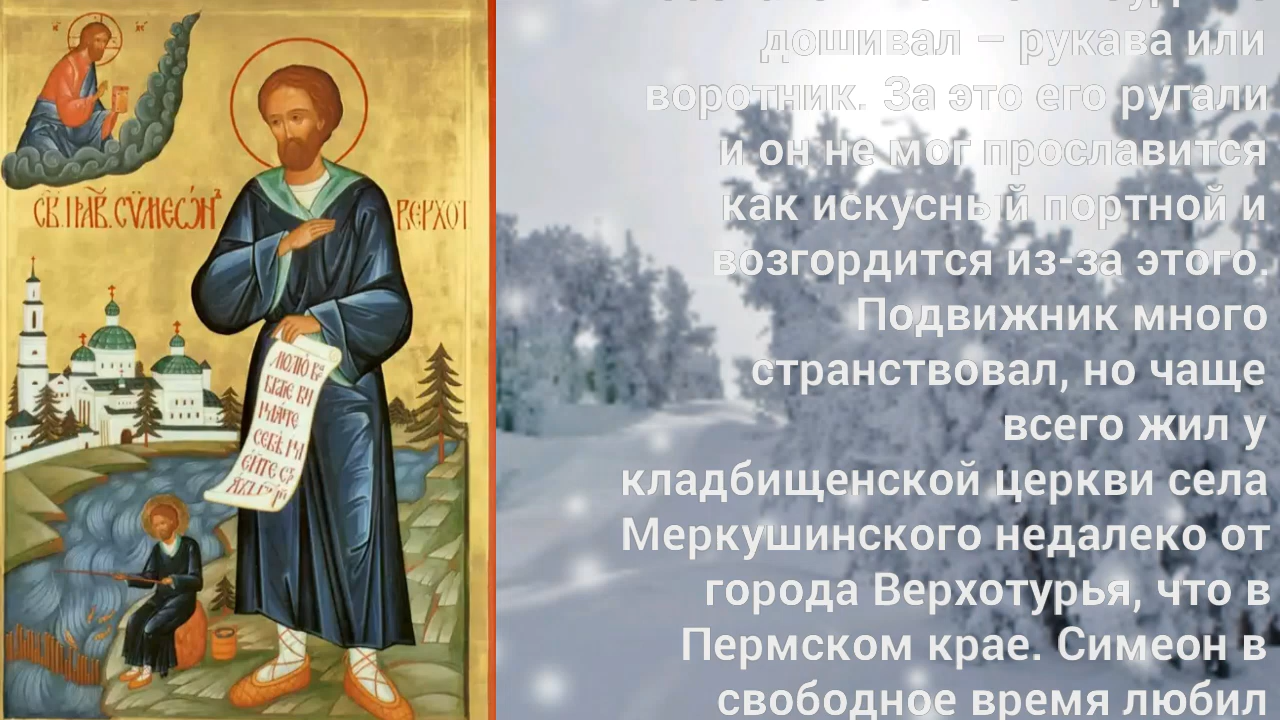 СВ. ПРАВ. СѴМЕОН ВЕРХОТ
дошивал – рукава или
воротник. За это его ругали
и он не мог прославится
как искусный портной и
возгордится из-за этого.
Подвижник много
странствовал, но чаще
всего жил у
кладбищенской церкви села
Меркушинского недалеко от
города Верхотурья, что в
Пермском крае. Симеон в
свободное время любил